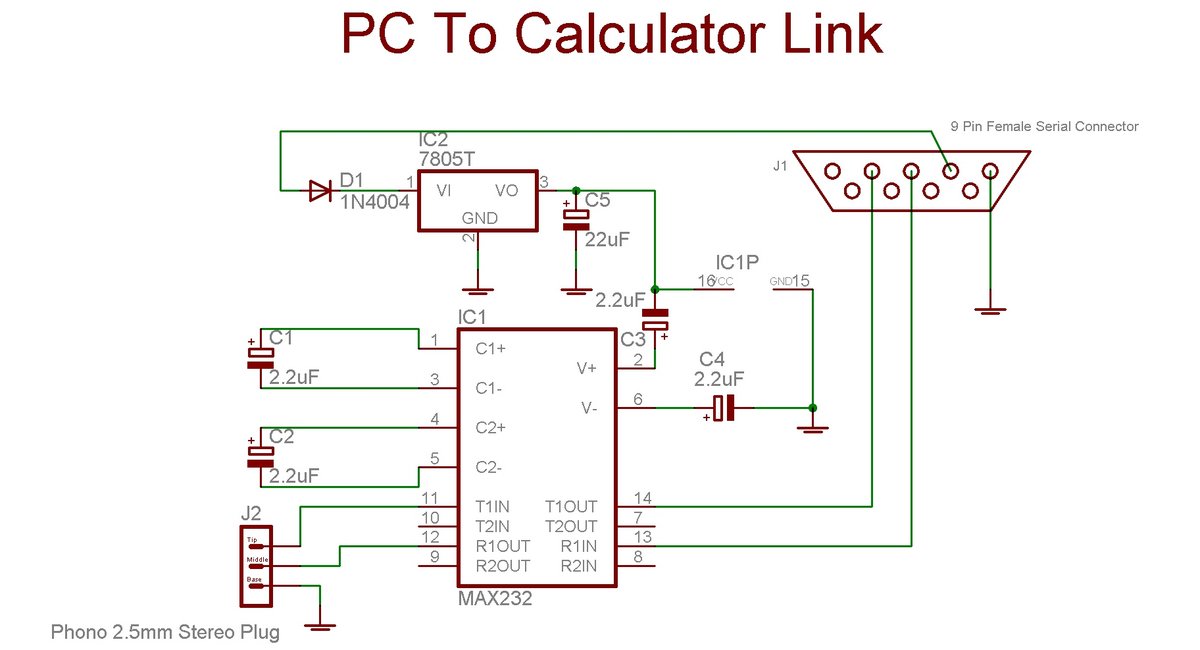 PC To Calculator Link
9 Pin Female Serial Connector
J1
IC2
7805T
D1
1N4004
1
VI
VO
3
GND
2
C5
22uF
IC1P
16
VCC
GND
15
2.2uF
C3
IC1
C1
2.2uF
1
C1+
3
C1-
V+
2
C4
2.2uF
V-
6
C2
2.2uF
4
C2+
5
C2-
11
T1IN
T1OUT
14
10
T2IN
T2OUT
7
12
R1OUT
R1IN
13
9
R2OUT
R2IN
8
MAX232
J2
Tip
Middle
Base
Phono 2.5mm Stereo Plug
+
+
+
+
+